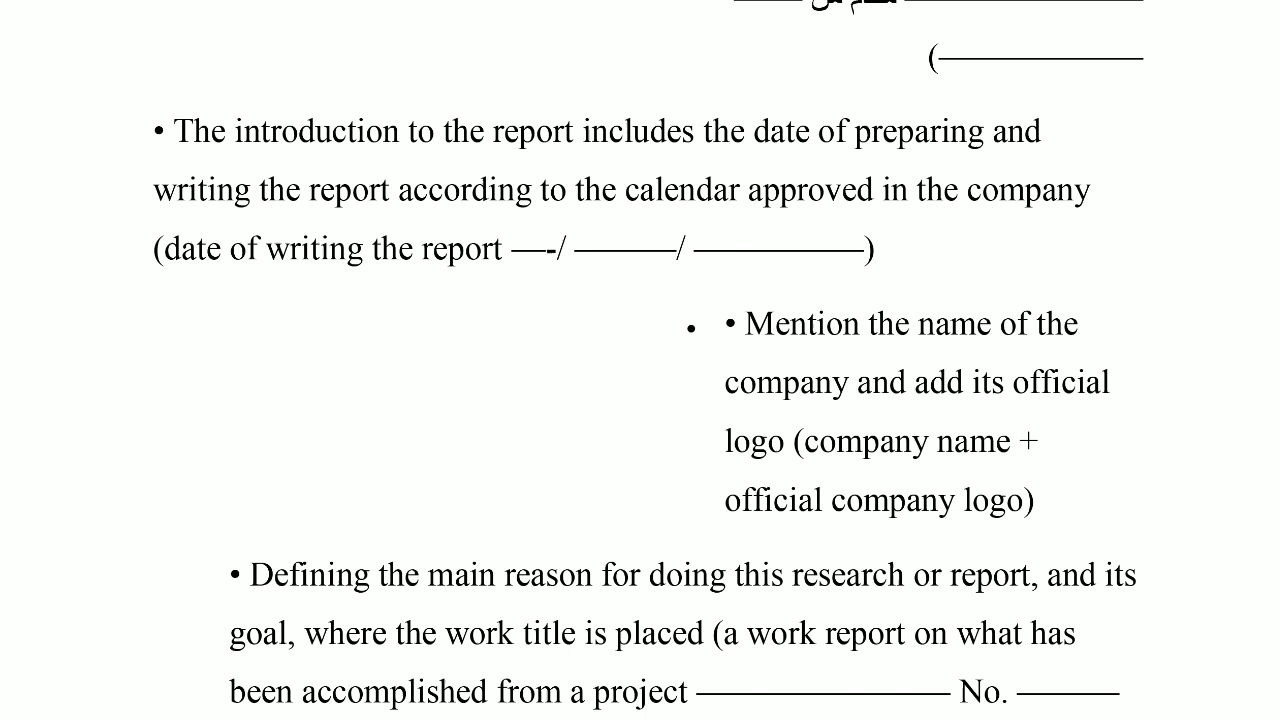 (———————
• The introduction to the report includes the date of preparing and
writing the report according to the calendar approved in the company
(date of writing the report —-/ ———/ —————)
• • Mention the name of the
company and add its official
logo (company name +
official company logo)
• Defining the main reason for doing this research or report, and its
goal, where the work title is placed (a work report on what has
been accomplished from a project ———————– No. ———